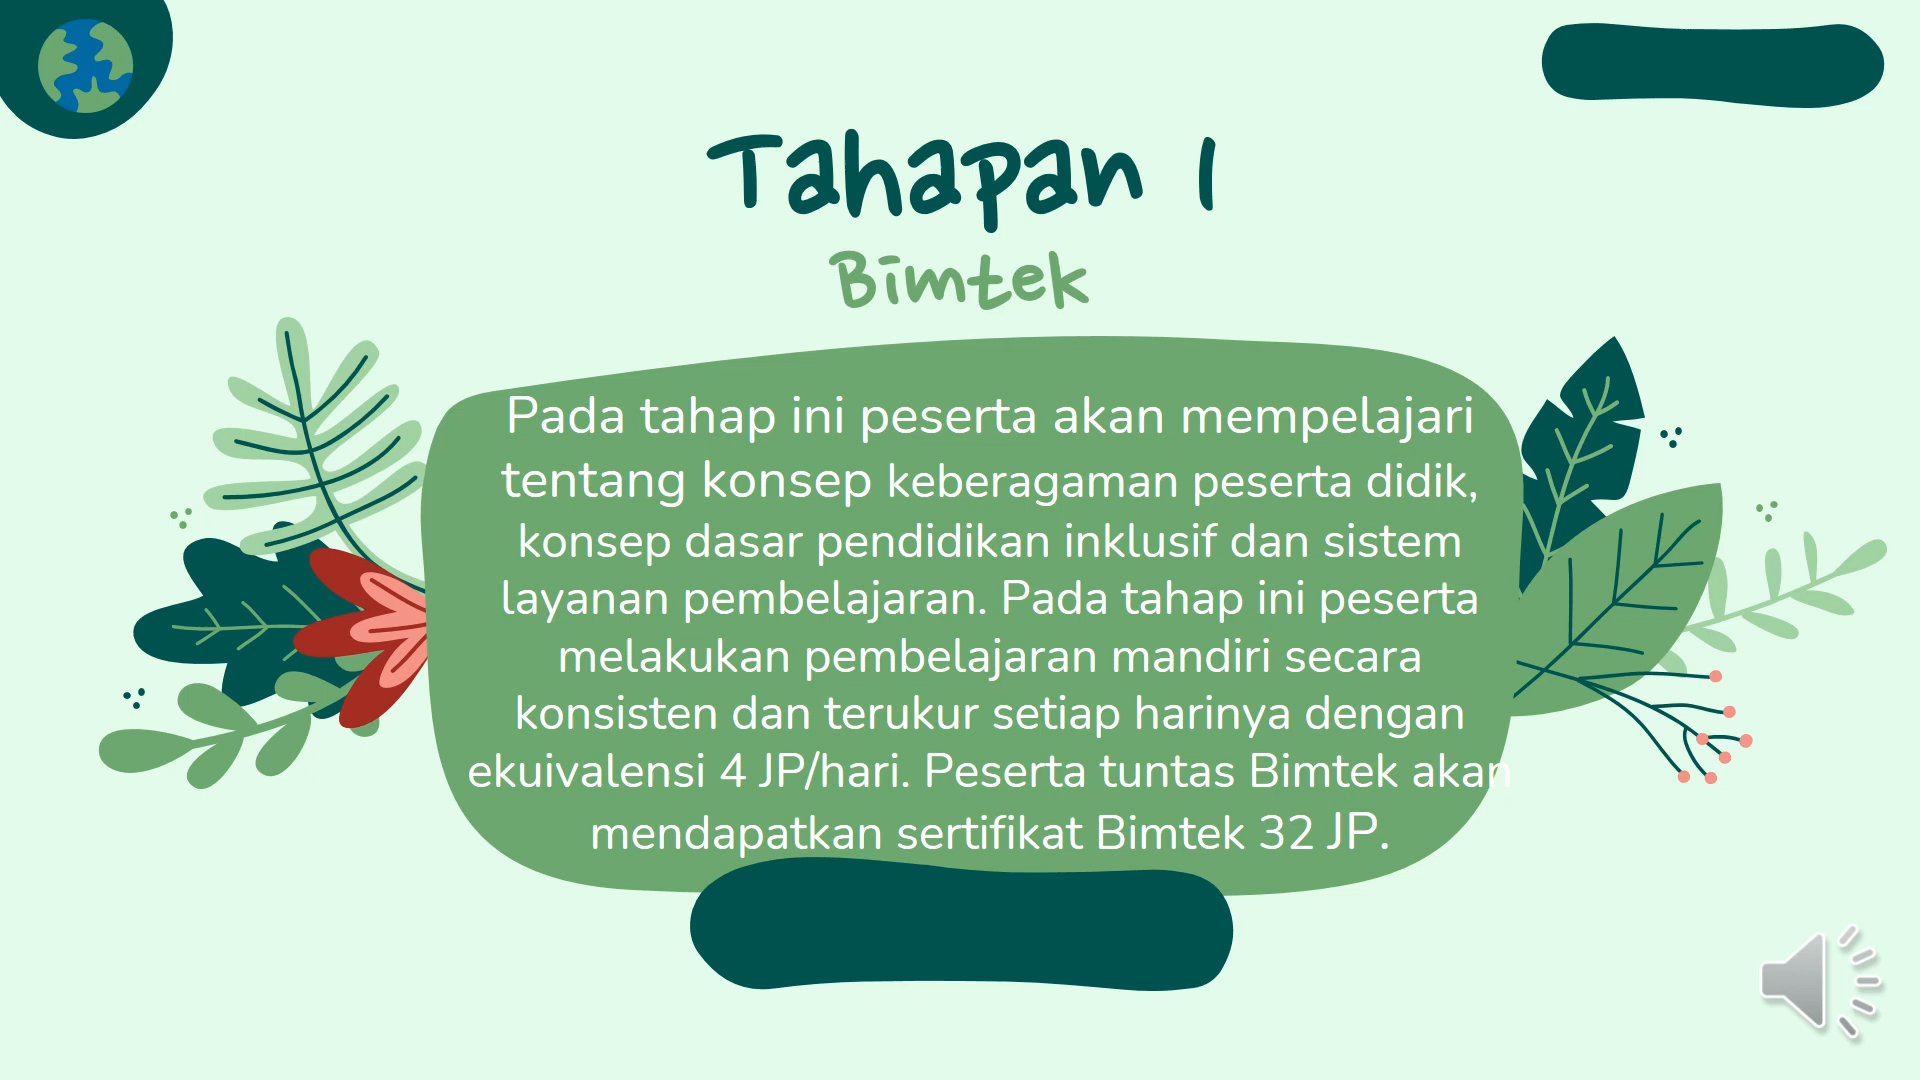 Tahapan 1
Bimtek
Pada tahap ini peserta akan mempelajari
tentang konsep keberagaman peserta didik,
konsep dasar pendidikan inklusif dan sistem
layanan pembelajaran. Pada tahap ini peserta
melakukan pembelajaran mandiri secara
konsisten dan terukur setiap harinya dengan
ekuivalensi 4 JP/hari. Peserta tuntas Bimtek akan
mendapatkan sertifikat Bimtek 32 JP.